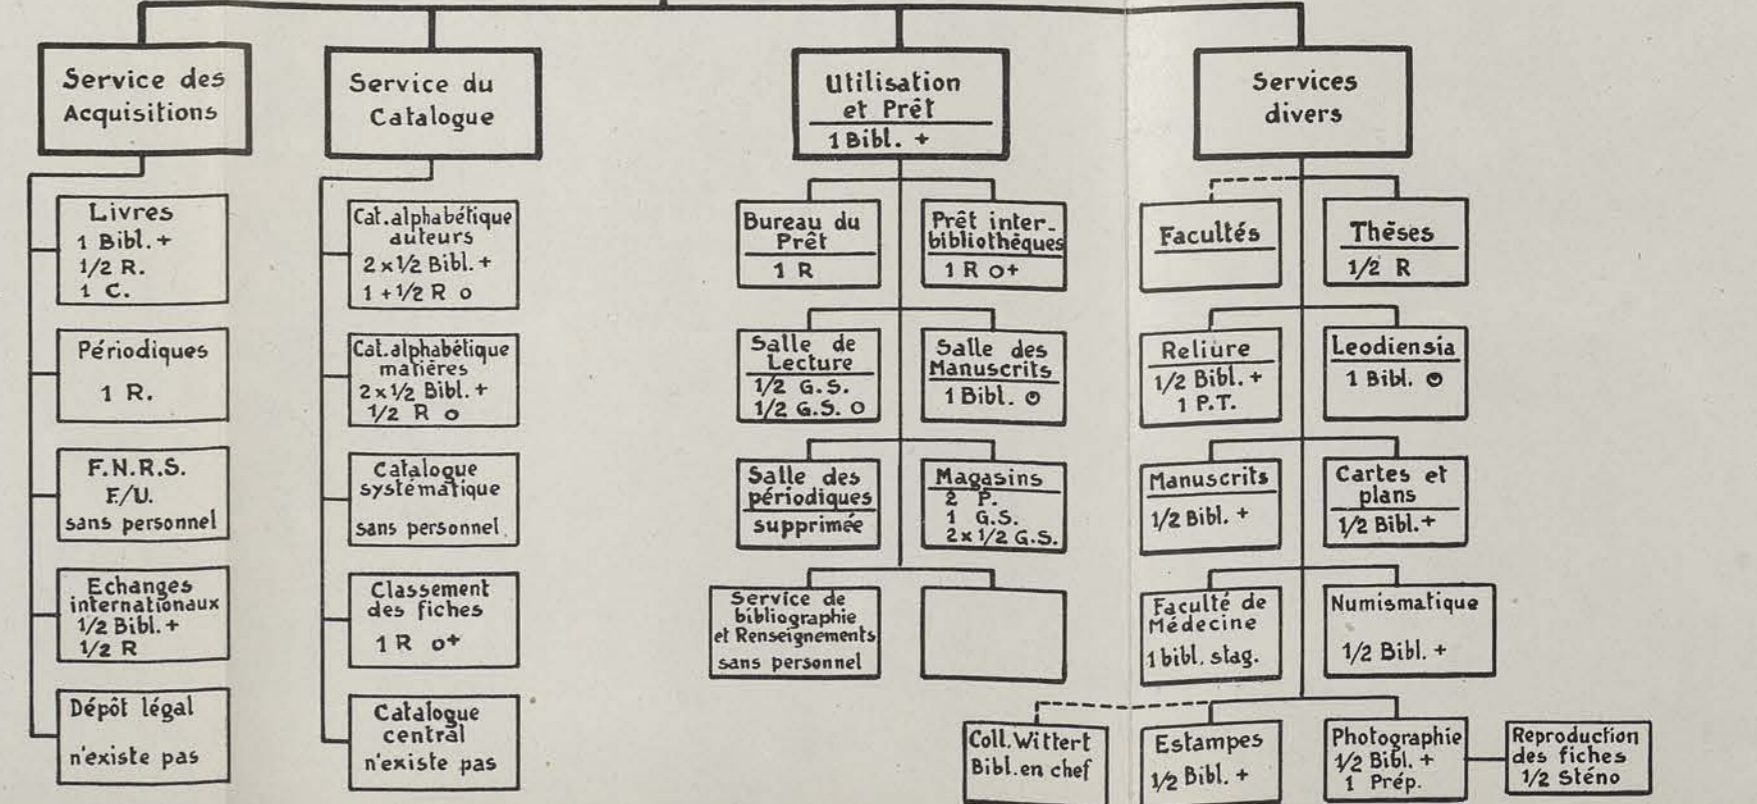 Service des
Acquisitions
Livres
1 Bibl. +
1/2 R.
1 C.
Périodiques
1 R.
F.N.R.S.
F./U.
sans personnel
Echanges
internationaux
1/2 Bibl. +
1/2 R
Dépôt légal
n'existe pas
Service du
Catalogue
Cat. alphabétique
auteurs
2 x 1/2 Bibl. +
1 + 1/2 R o
Cat. alphabétique
matières
2 x 1/2 Bibl. +
1/2 R o
Catalogue
systématique
sans personnel.
Classement
des fiches
1 R o+
Catalogue
central
n'existe pas
Utilisation
et Prêt
1 Bibl. +
Bureau du
Prêt
1 R
Prêt inter-
bibliothèques
1 R o+
Salle de
Lecture
1/2 G.S.
1/2 G.S. o
Salle des
Manuscrits
1 Bibl. ʘ
Salle des
périodiques
supprimée
Magasins
2 P.
1 G.S.
2 x 1/2 G.S.
Service de
bibliographie
et Renseignements
sans personnel
Services
divers
Facultés
Thèses
1/2 R
Reliure
1/2 Bibl. +
1 P.T.
Leodiensia
1 Bibl. ʘ
Manuscrits
1/2 Bibl. +
Cartes et
plans
1/2 Bibl. +
Faculté de
Médecine
1 bibl. stag.
Numismatique
1/2 Bibl. +
Coll. Wittert
Bibl. en chef
Estampes
1/2 Bibl. +
Photographie
1/2 Bibl. +
1 Prép.
Reproduction
des fiches
1/2 Sténo